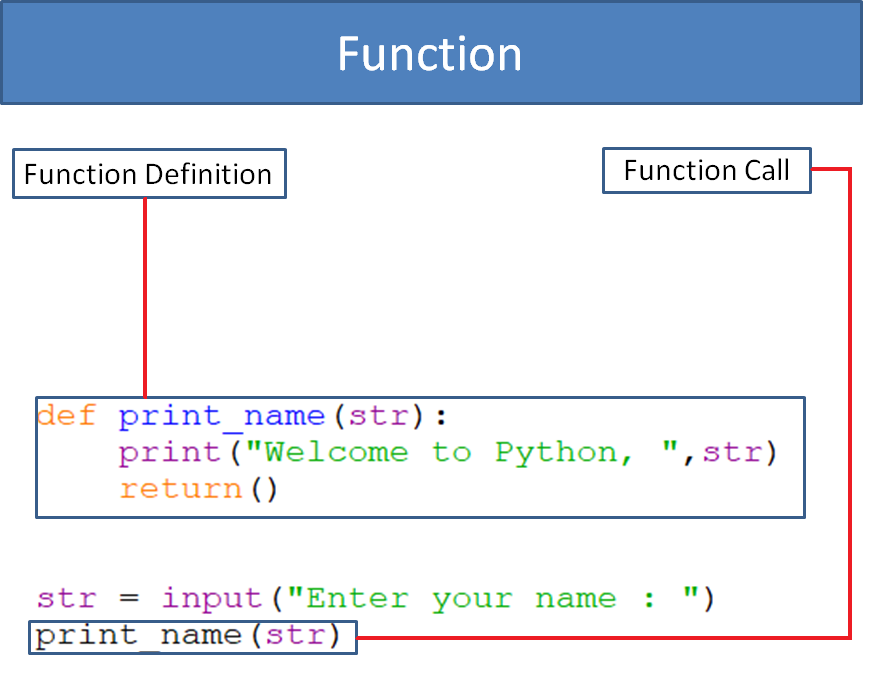 Function
Function Definition
Function Call
def print_name(str):
    print("Welcome to Python, ",str)
    return()
str = input("Enter your name : ")
print_name(str)